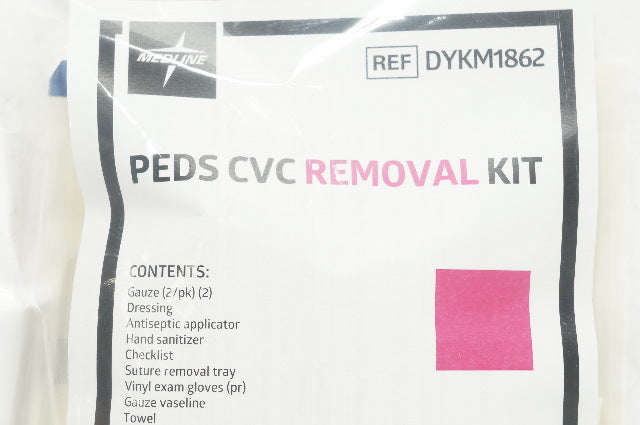 MEDLINE
REF DYKM1862
PEDS CVC REMOVAL KIT
CONTENTS:
Gauze (2/pk) (2)
Dressing
Antiseptic applicator
Hand sanitizer
Checklist
Suture removal tray
Vinyl exam gloves (pr)
Gauze vaseline
Towel